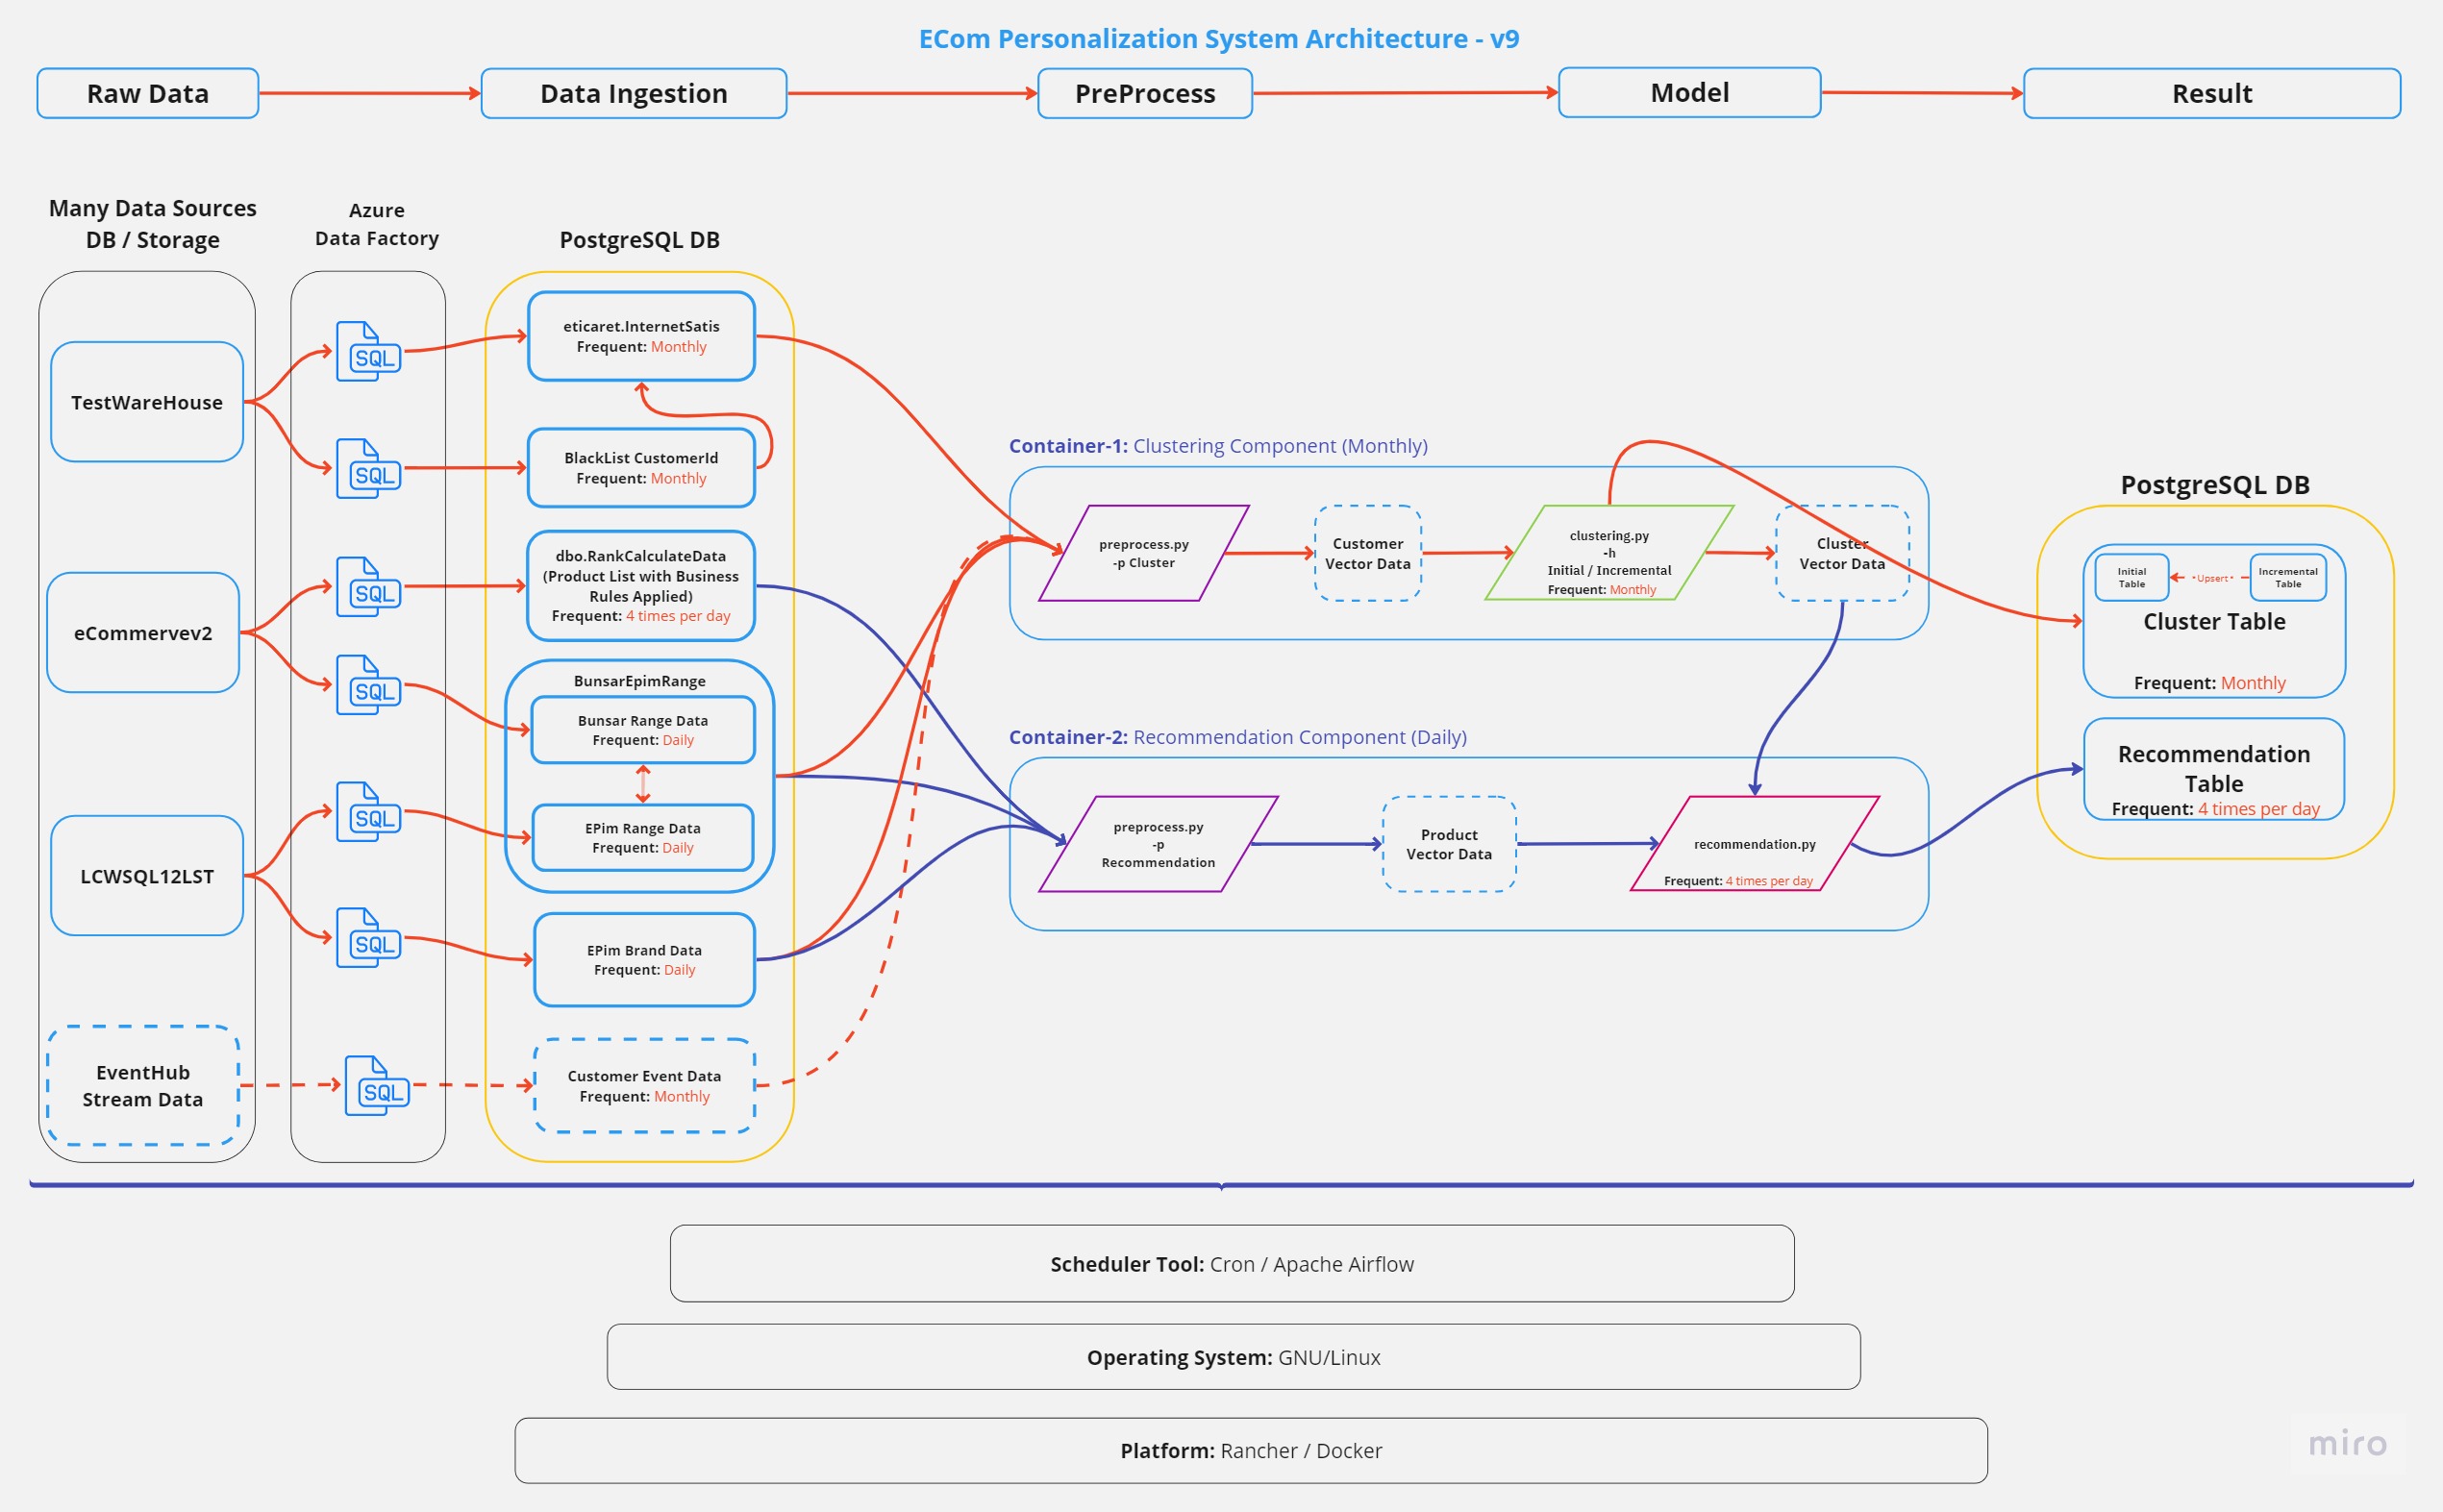 ECom Personalization System Architecture - v9
Raw Data
Data Ingestion
PreProcess
Model
Result
Many Data Sources
DB / Storage
Azure
Data Factory
PostgreSQL DB
TestWareHouse
eCommervev2
LCWSQL12LST
EventHub
Stream Data
SQL
SQL
SQL
SQL
SQL
SQL
SQL
eticaret.InternetSatis
Frequent: Monthly
BlackList CustomerId
Frequent: Monthly
dbo.RankCalculateData
(Product List with Business
Rules Applied)
Frequent: 4 times per day
BunsarEpimRange
Bunsar Range Data
Frequent: Daily
EPim Range Data
Frequent: Daily
EPim Brand Data
Frequent: Daily
Customer Event Data
Frequent: Monthly
Container-1: Clustering Component (Monthly)
preprocess.py
-p Cluster
Customer
Vector Data
clustering.py
-h
Initial / Incremental
Frequent: Monthly
Cluster
Vector Data
Container-2: Recommendation Component (Daily)
preprocess.py
-p
Recommendation
Product
Vector Data
recommendation.py
Frequent: 4 times per day
PostgreSQL DB
Initial
Table
Upsert
Incremental
Table
Cluster Table
Frequent: Monthly
Recommendation
Table
Frequent: 4 times per day
Scheduler Tool: Cron / Apache Airflow
Operating System: GNU/Linux
Platform: Rancher / Docker
miro